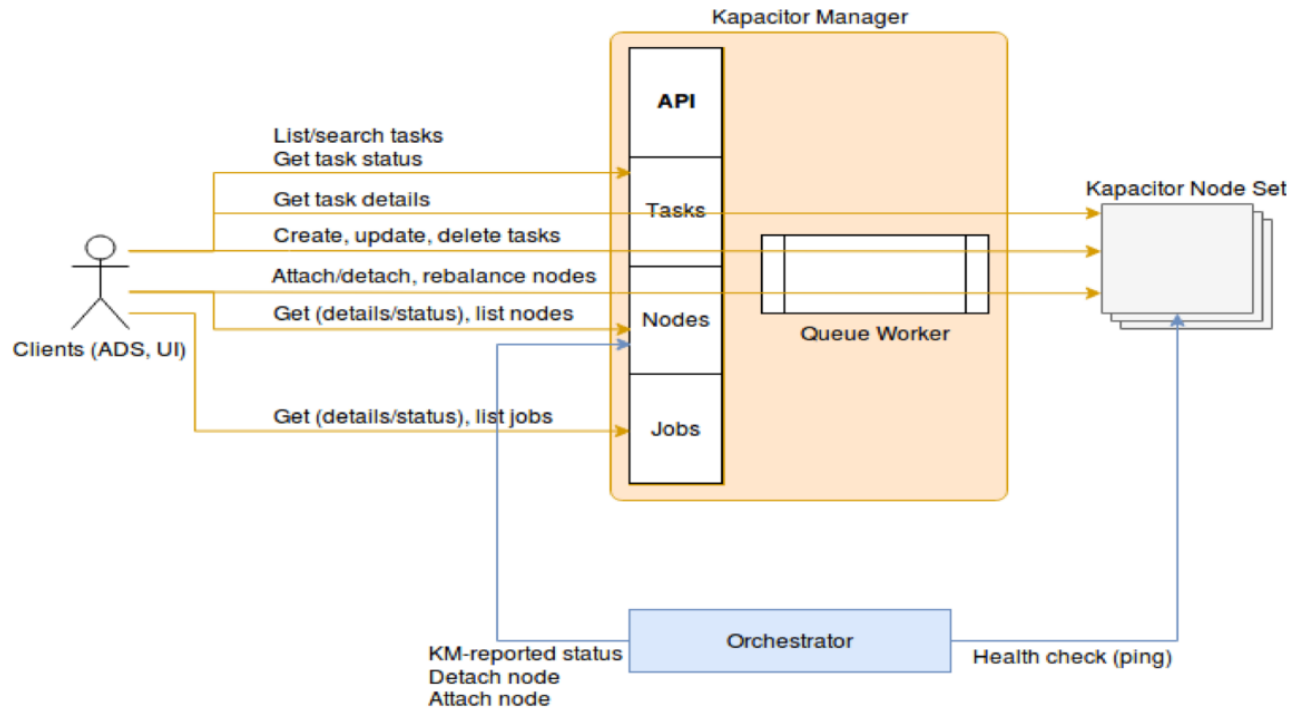 Kapacitor Manager
API
List/search tasks
Get task status
Kapacitor Node Set
Get task details
Tasks
Create, update, delete tasks
Attach/detach, rebalance nodes
Get (details/status), list nodes
Nodes
Queue Worker
Clients (ADS, UI)
Get (details/status), list jobs
Jobs
Orchestrator
KM-reported status
Detach node
Attach node
Health check (ping)